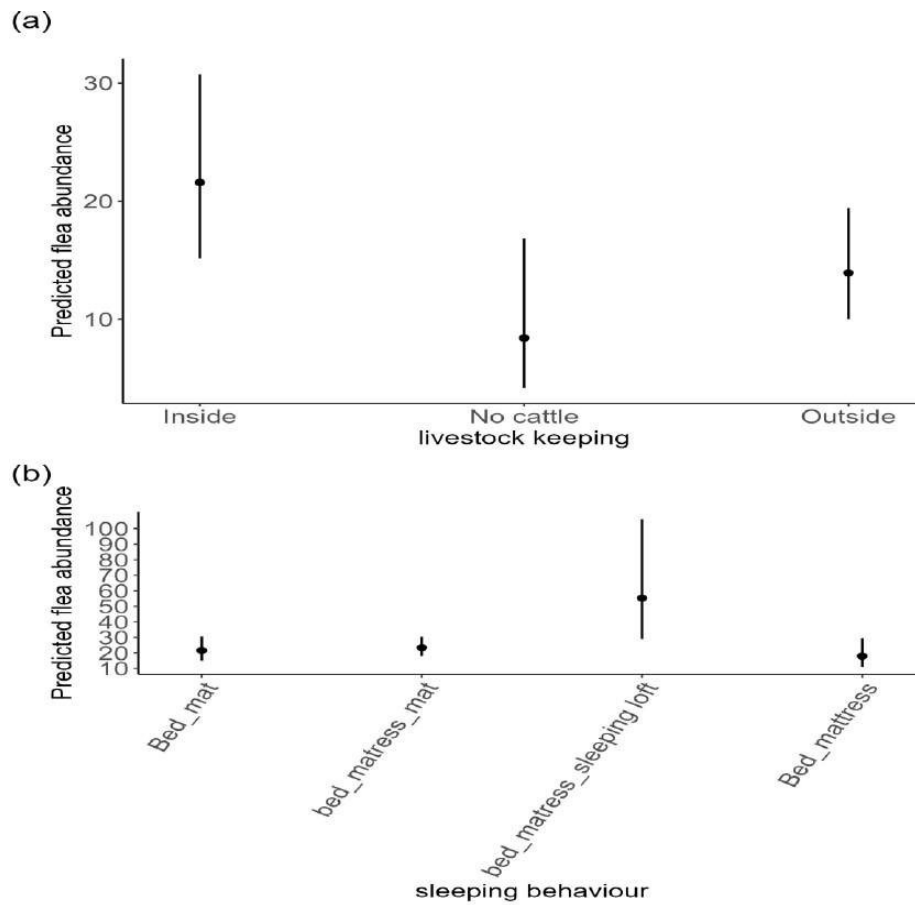 (a)
Predicted flea abundance
30
20
10
Inside No cattle Outside
livestock keeping
(b)
Predicted flea abundance
100
90
80
70
60
50
40
30
20
10
Bed_mat
bed_matress_mat
bed_matress_sleeping loft
Bed_mattress
sleeping behaviour